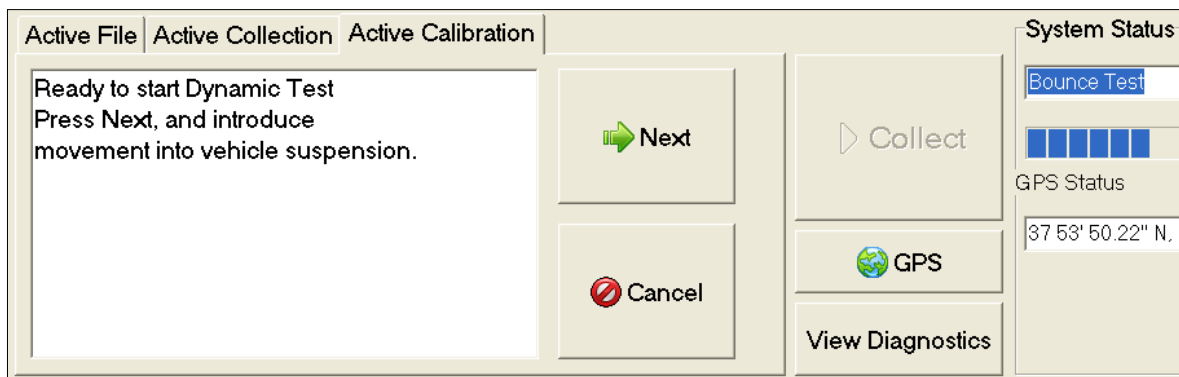 Active File
Active Collection
Active Calibration
Ready to start Dynamic Test
Press Next, and introduce
movement into vehicle suspension.
Next
Cancel
Collect
GPS
View Diagnostics
System Status
Bounce Test
GPS Status
37 53' 50.22" N,